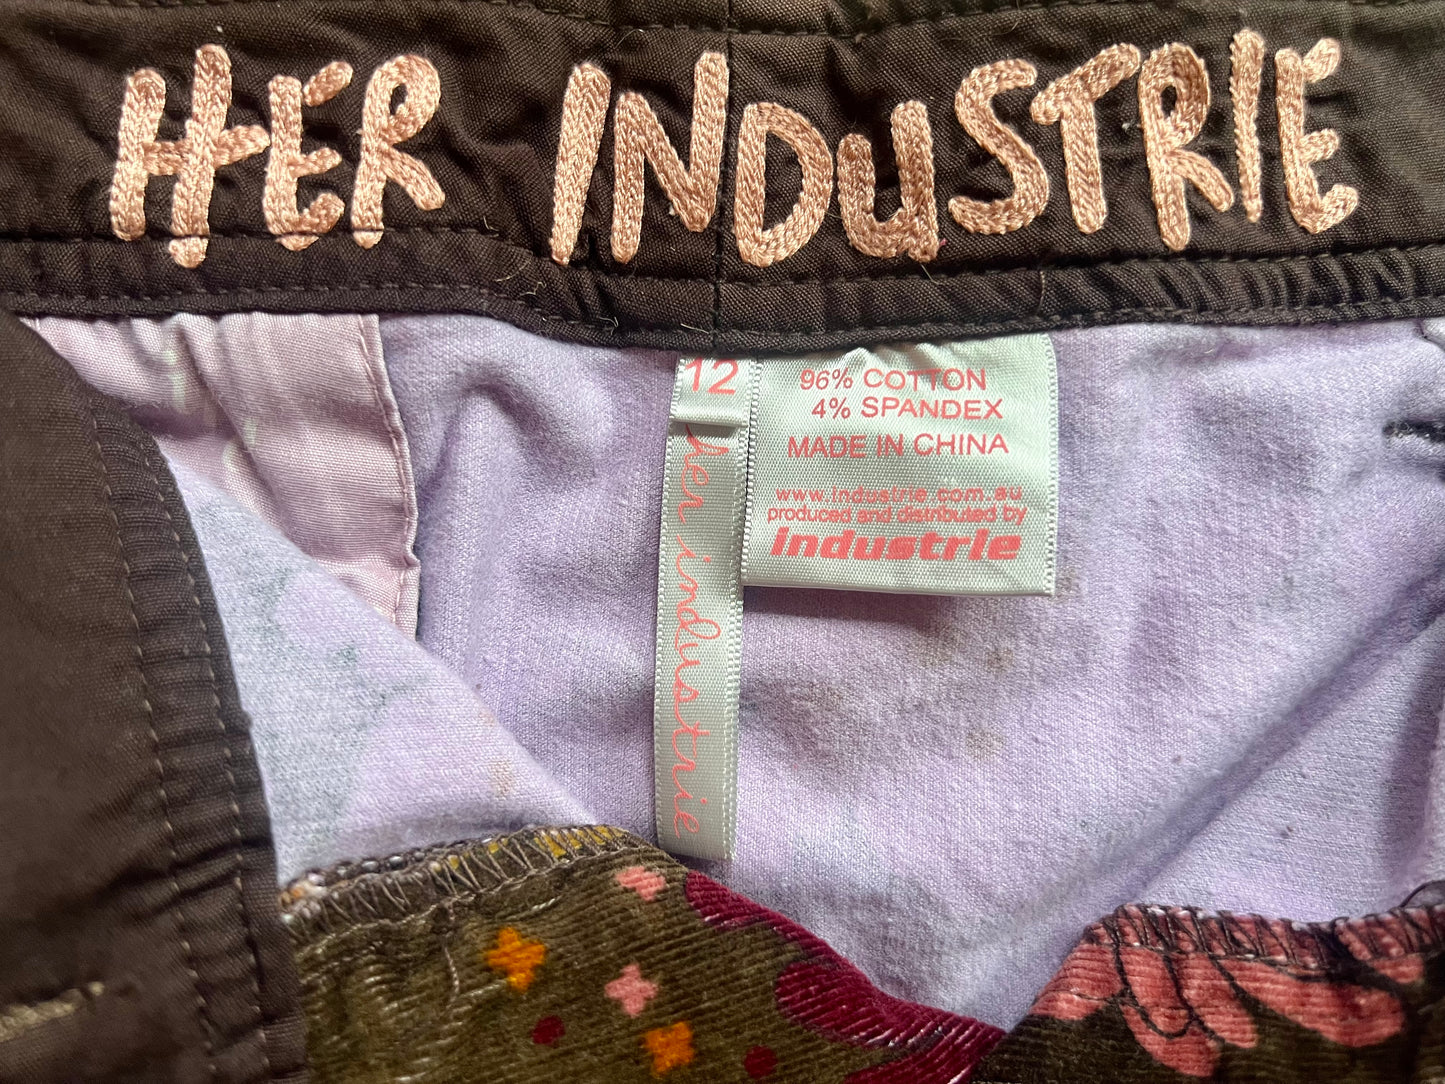 HER INDUSTRIE
12
her industrie
96% COTTON
4% SPANDEX
MADE IN CHINA
www.industrie.com.au
produced and distributed by
industrie